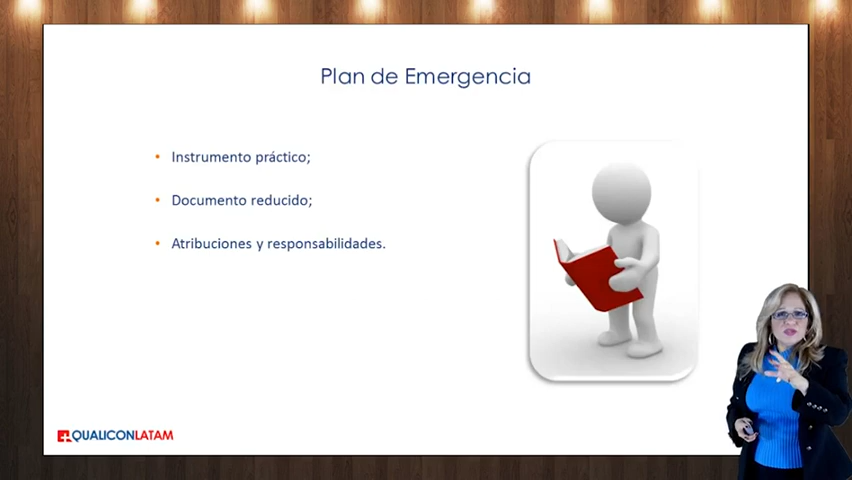 Plan de Emergencia
Instrumento práctico;
Documento reducido;
Atribuciones y responsabilidades.
QUALICONLATAM